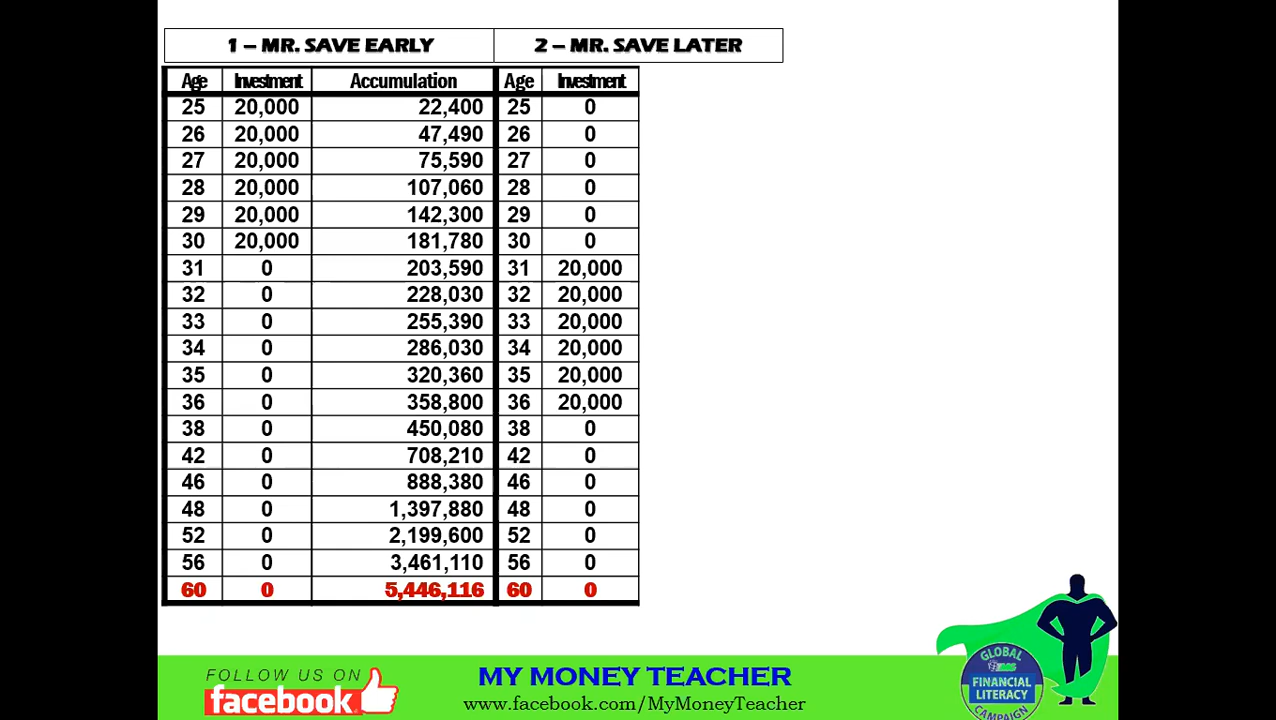 1 – MR. SAVE EARLY 2 – MR. SAVE LATER
Age Investment Accumulation Age Investment
25 20,000 22,400 25 0
26 20,000 47,490 26 0
27 20,000 75,590 27 0
28 20,000 107,060 28 0
29 20,000 142,300 29 0
30 20,000 181,780 30 0
31 0 203,590 31 20,000
32 0 228,030 32 20,000
33 0 255,390 33 20,000
34 0 286,030 34 20,000
35 0 320,360 35 20,000
36 0 358,800 36 20,000
38 0 450,080 38 0
42 0 708,210 42 0
46 0 888,380 46 0
48 0 1,397,880 48 0
52 0 2,199,600 52 0
56 0 3,461,110 56 0
60 0 5,446,116 60 0
FOLLOW US ON
facebook
MY MONEY TEACHER
www.facebook.com/MyMoneyTeacher
GLOBAL
FINANCIAL
LITERACY
CAMPAIGN